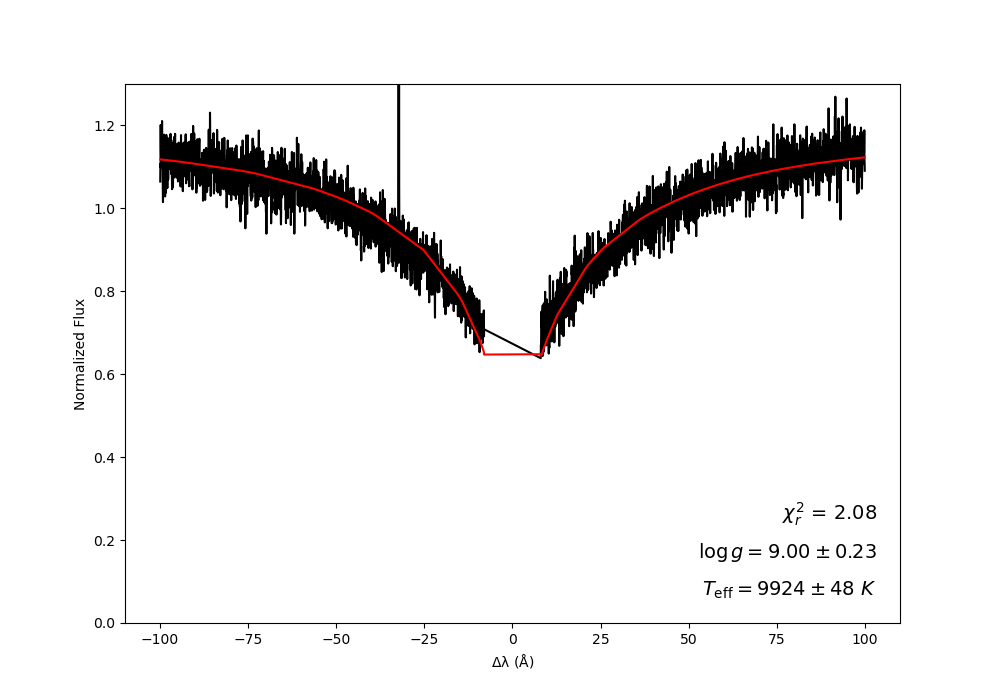 1.2
1.0
0.8
0.6
0.4
0.2
0.0
Normalized Flux
χ²ᵣ = 2.08
log g = 9.00 ± 0.23
T_eff = 9924 ± 48 K
−100 −75 −50 −25 0 25 50 75 100
Δλ (Å)